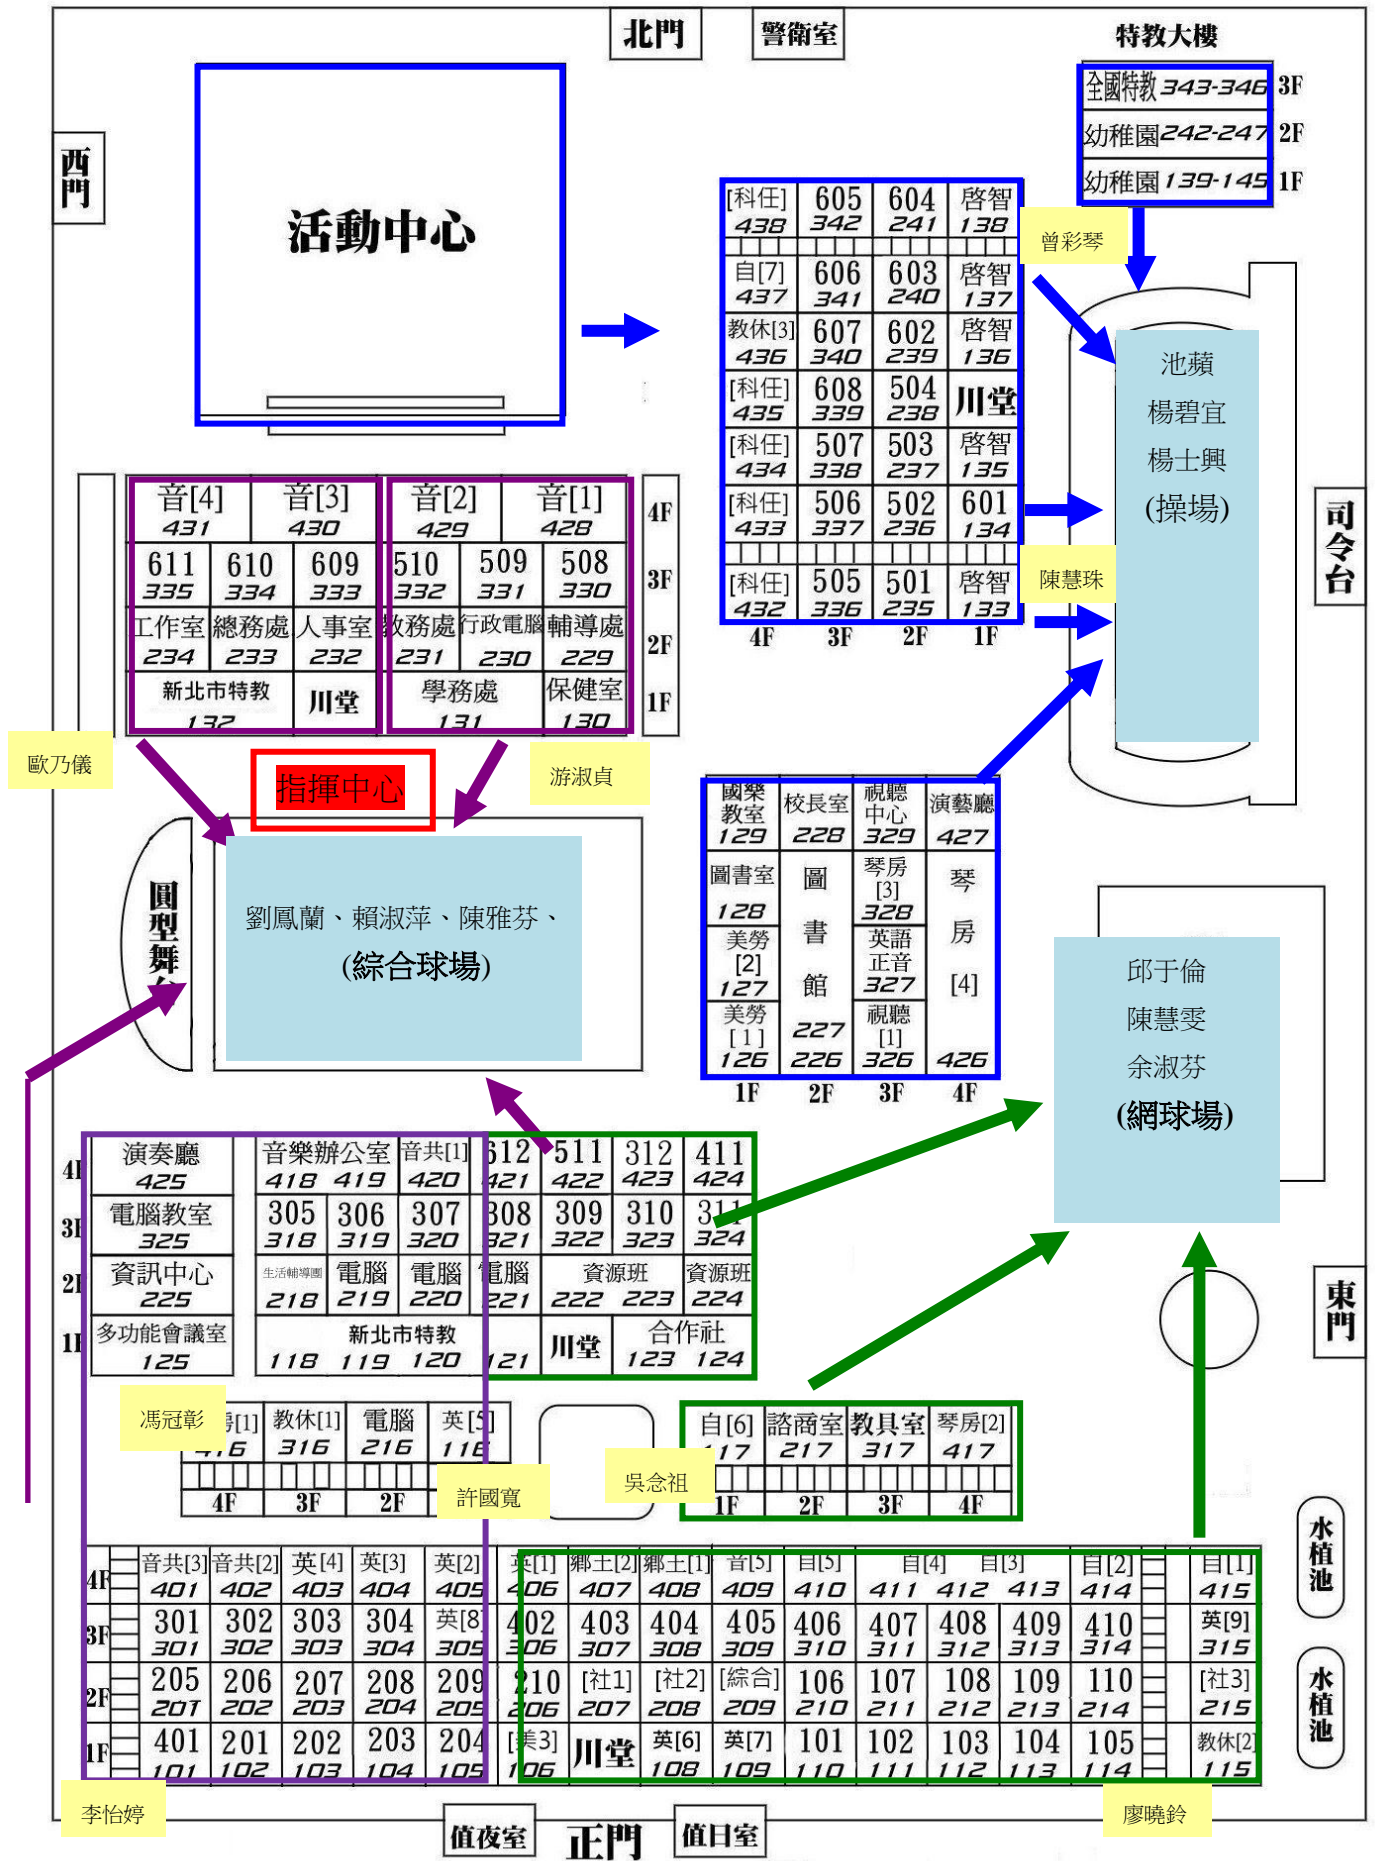 北門
警衛室
特教大樓
全國特教 343-346 3F
幼稚園 242-247 2F
幼稚園 139-145 1F
西門
活動中心
[科任] 605 604 啓智
438 342 241 138
曾彩琴
自[7] 606 603 啓智
437 341 240 137
教休[3] 607 602 啓智
436 340 239 136
[科任] 608 504 川堂
435 339 238
[科任] 507 503 啓智
434 338 237 135
[科任] 506 502 601
433 337 236 134
[科任] 505 501 啓智
432 336 235 133
4F 3F 2F 1F
陳慧珠
池蘋
楊碧宜
楊士興
(操場)
司令台
音[4] 音[3] 音[2] 音[1] 4F
431 430 429 428
611 610 609 510 509 508 3F
335 334 333 332 331 330
工作室 總務處 人事室 教務處 行政電腦 輔導處 2F
234 233 232 231 230 229
新北市特教 川堂 學務處 保健室 1F
132 131 130
歐乃儀
指揮中心
游淑貞
圓型舞台
劉鳳蘭、賴淑萍、陳雅芬、
(綜合球場)
國樂教室 校長室 視聽中心 演藝廳
129 228 329 427
圖書室 圖書館 琴房[3] 琴房[4]
128 328
美勞[2] 英語正音
127 327
美勞[1] 227 視聽[1]
126 226 326 426
1F 2F 3F 4F
邱于倫
陳慧雯
余淑芬
(網球場)
東門
4F 演奏廳 音樂辦公室 音共[1] 612 511 312 411
425 418 419 420 421 422 423 424
3F 電腦教室 305 306 307 308 309 310 311
325 318 319 320 321 322 323 324
2F 資訊中心 生活輔導團 電腦 電腦 電腦 資源班 資源班
225 218 219 220 221 222 223 224
1F 多功能會議室 新北市特教 川堂 合作社
125 118 119 120 121 123 124
馮冠彰
房[1] 教休[1] 電腦 英[5]
416 316 216 116
4F 3F 2F
許國寬
吳念祖
自[6] 諮商室 教具室 琴房[2]
117 217 317 417
1F 2F 3F 4F
水植池
水植池
4F 音共[3] 音共[2] 英[4] 英[3] 英[2] 英[1] 鄉土[2] 鄉土[1] 音[5] 自[5] 自[4] 自[3] 自[2] 自[1]
401 402 403 404 405 406 407 408 409 410 411 412 413 414 415
3F 301 302 303 304 英[8] 402 403 404 405 406 407 408 409 410 英[9]
301 302 303 304 305 306 307 308 309 310 311 312 313 314 315
2F 205 206 207 208 209 210 [社1] [社2] [綜合] 106 107 108 109 110 [社3]
201 202 203 204 205 206 207 208 209 210 211 212 213 214 215
1F 401 201 202 203 204 [美3] 川堂 英[6] 英[7] 101 102 103 104 105 教休[2]
101 102 103 104 105 106 108 109 110 111 112 113 114 115
李怡婷
廖曉鈴
值夜室
正門
值日室